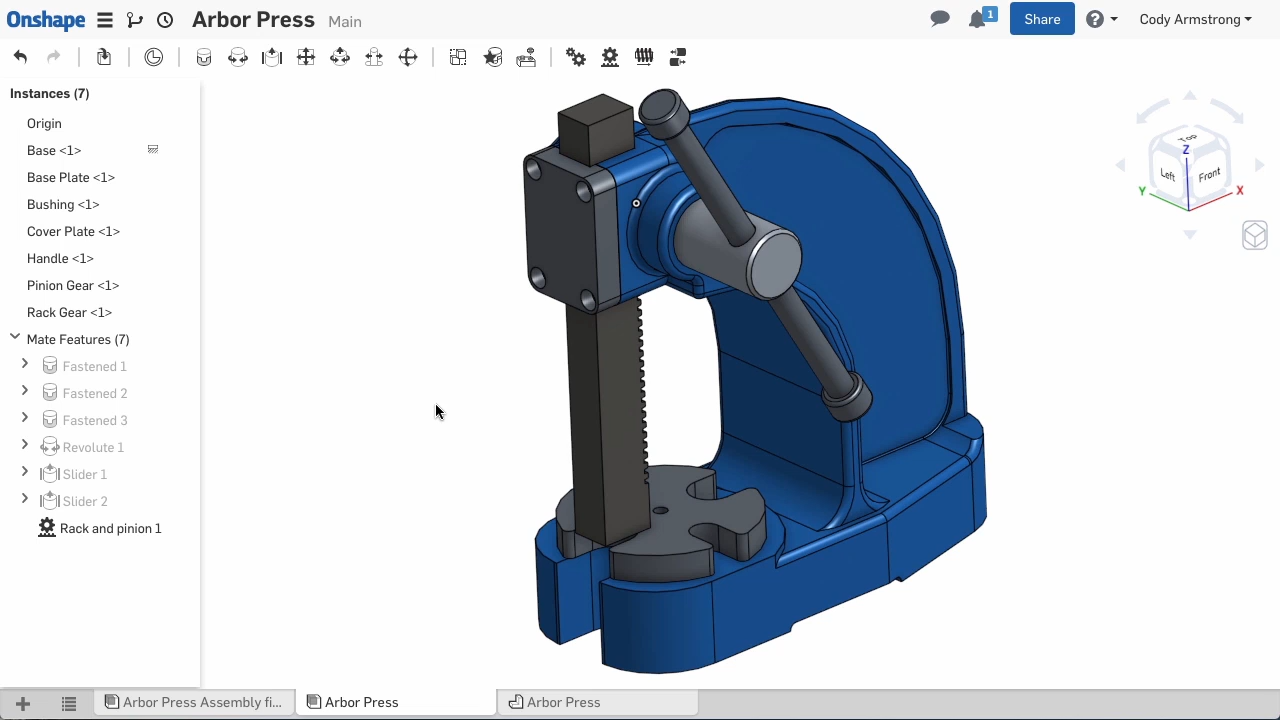 Onshape Arbor Press Main 1 Share Cody Armstrong
Instances (7)
Origin
Base <1>
Base Plate <1>
Bushing <1>
Cover Plate <1>
Handle <1>
Pinion Gear <1>
Rack Gear <1>
Mate Features (7)
Fastened 1
Fastened 2
Fastened 3
Revolute 1
Slider 1
Slider 2
Rack and pinion 1
Top
Z
Left Front
Y X
Arbor Press Assembly fi... Arbor Press Arbor Press